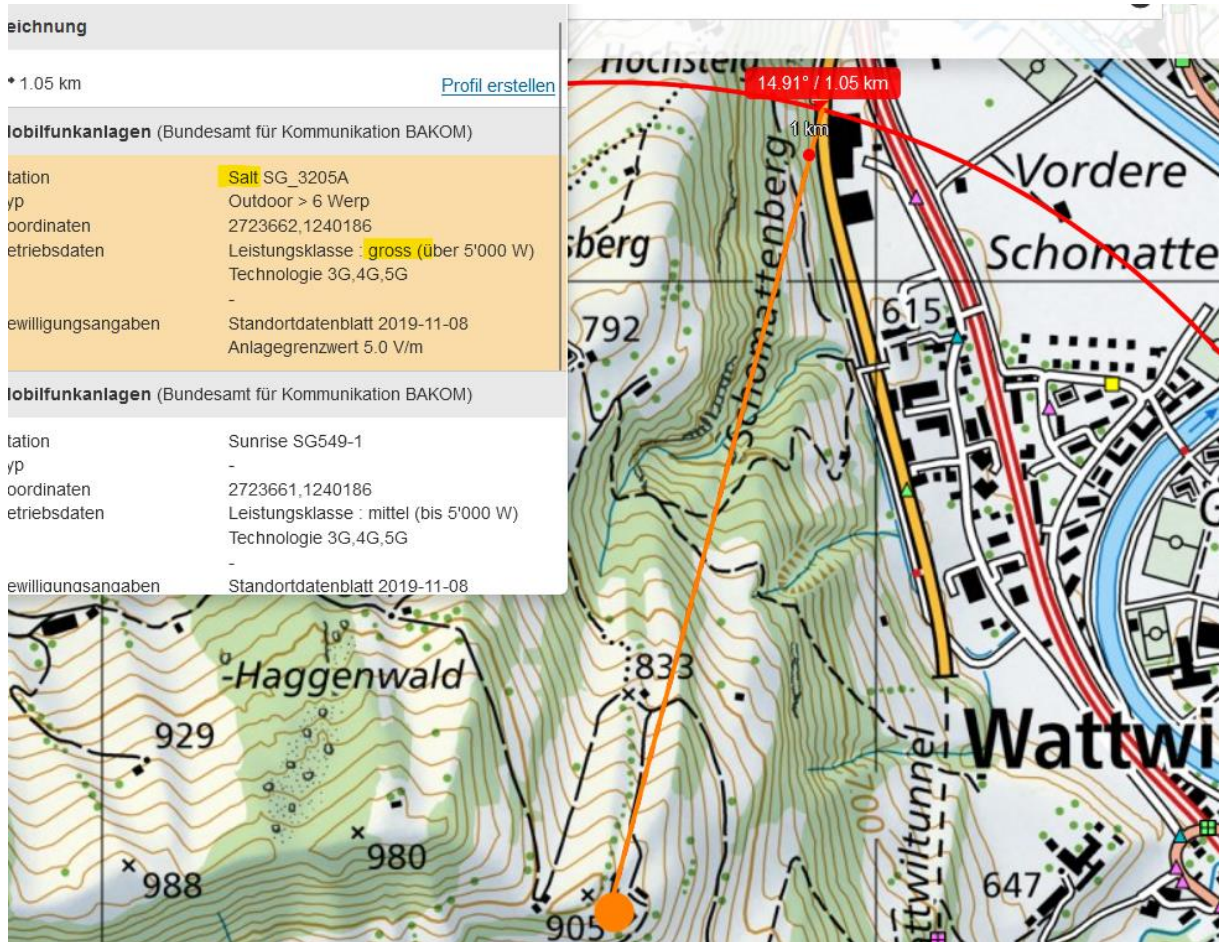 eichnung
1.05 km
Profil erstellen
obilfunkanlagen (Bundesamt für Kommunikation BAKOM)
tation Salt SG_3205A
yp Outdoor > 6 Werp
oordinaten 2723662,1240186
etriebsdaten Leistungsklasse : gross (über 5'000 W)
Technologie 3G,4G,5G
-
ewilligungsangaben Standortdatenblatt 2019-11-08
Anlagegrenzwert 5.0 V/m
obilfunkanlagen (Bundesamt für Kommunikation BAKOM)
tation Sunrise SG549-1
yp -
oordinaten 2723661,1240186
etriebsdaten Leistungsklasse : mittel (bis 5'000 W)
Technologie 3G,4G,5G
-
ewilligungsangaben Standortdatenblatt 2019-11-08
Hochsteig
14.91° / 1.05 km
1 km
Vordere
Schomatte
sberg
Schomattenberg
792
615
833
-Haggenwald
929
Wattwi
700
attwiltunnel
980
988
905
647
G